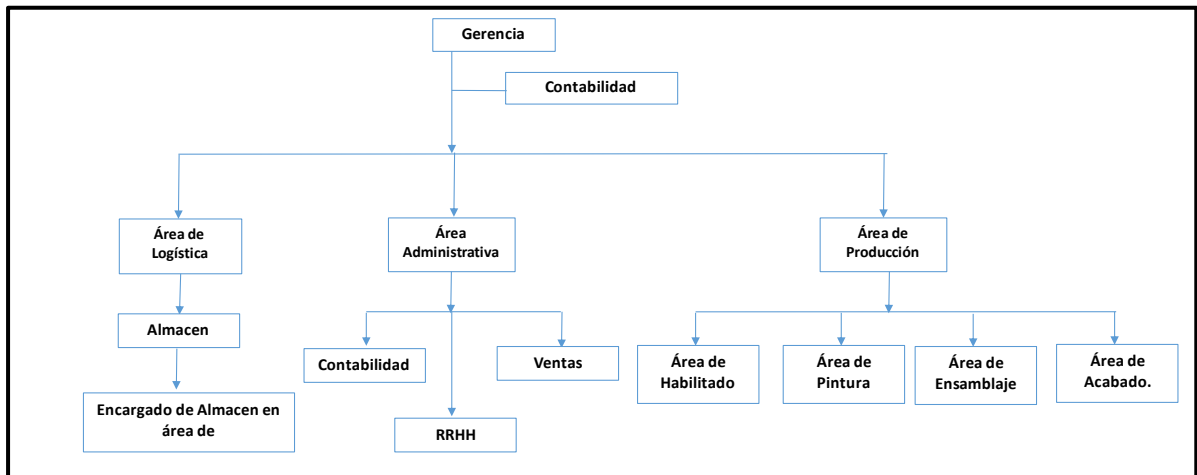 Gerencia
Contabilidad
Área de
Logística
Área
Administrativa
Área de
Producción
Almacen
Contabilidad
Ventas
Área de
Habilitado
Área de
Pintura
Área de
Ensamblaje
Área de
Acabado.
Encargado de Almacen en
área de
RRHH